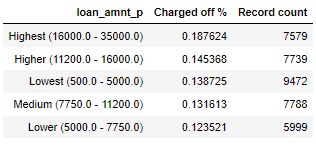 loan_amnt_p Charged off % Record count
Highest (16000.0 - 35000.0) 0.187624 7579
Higher (11200.0 - 16000.0) 0.145368 7739
Lowest (500.0 - 5000.0) 0.138725 9472
Medium (7750.0 - 11200.0) 0.131613 7788
Lower (5000.0 - 7750.0) 0.123521 5999